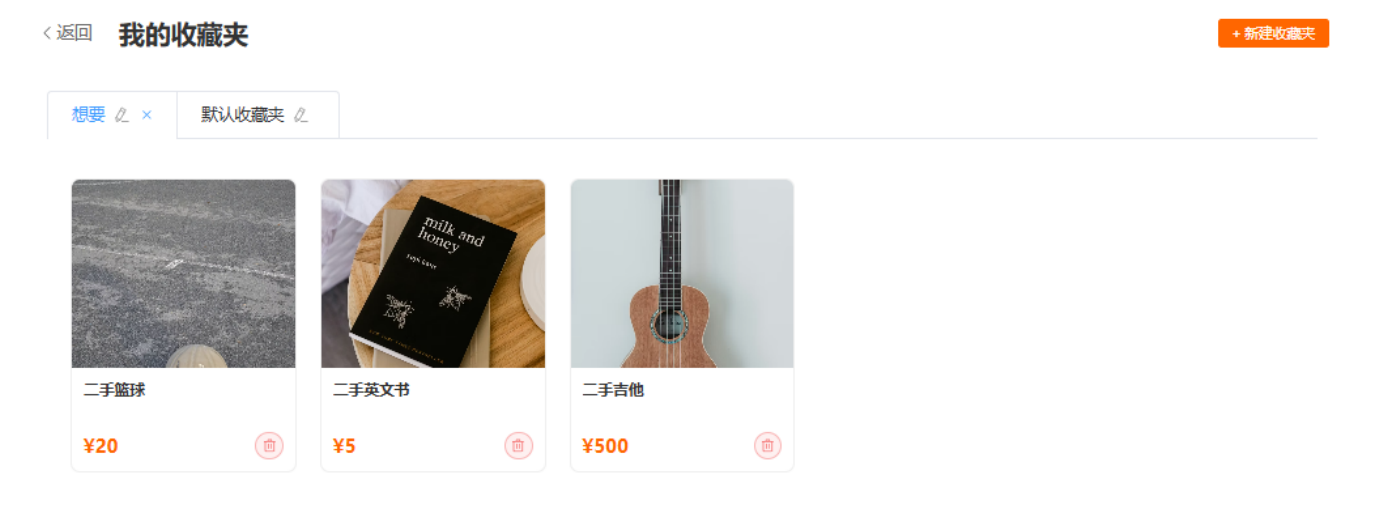 返回 我的收藏夹
+ 新建收藏夹
想要 默认收藏夹
milk and
honey
rupi kaur
二手篮球 二手英文书 二手吉他
¥20 ¥5 ¥500